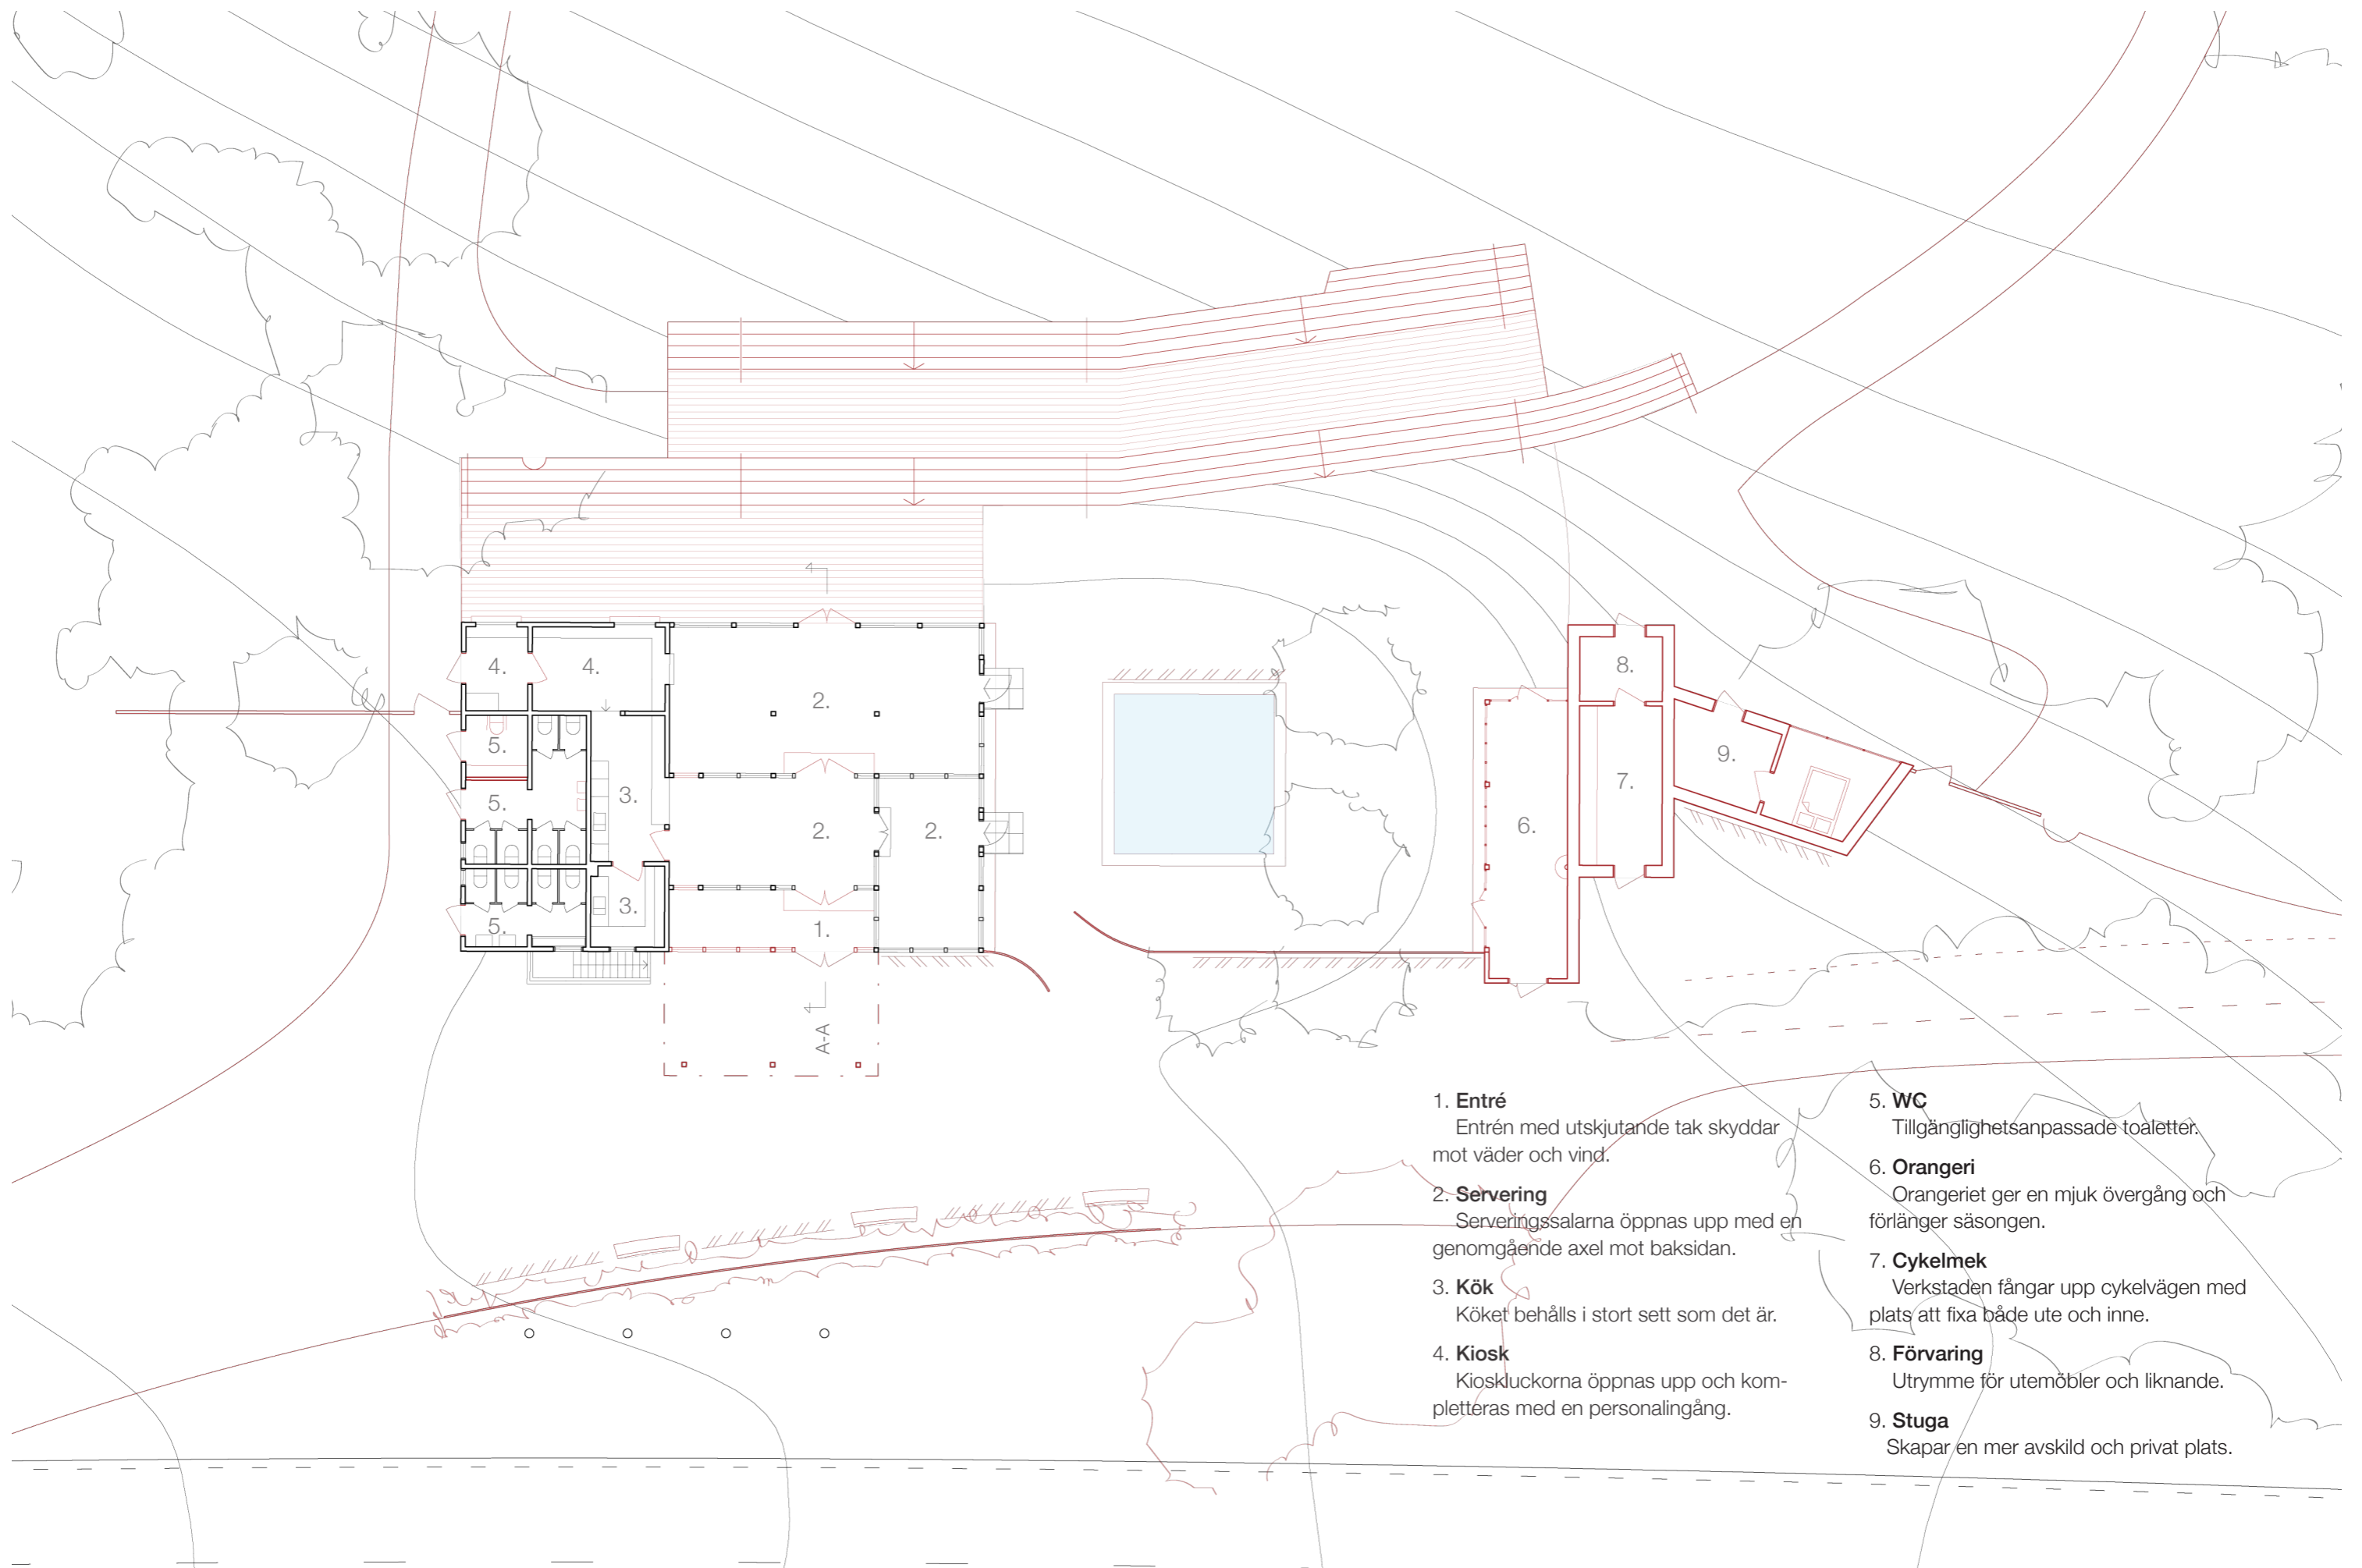 4.
4.
8.
2.
5.
9.
3.
7.
5.
2.
2.
6.
3.
5.
1.
A-A
1. Entré
Entrén med utskjutande tak skyddar
mot väder och vind.
2. Servering
Serveringssalarna öppnas upp med en
genomgående axel mot baksidan.
3. Kök
Köket behålls i stort sett som det är.
4. Kiosk
Kioskluckorna öppnas upp och kom-
pletteras med en personalingång.
5. WC
Tillgänglighetsanpassade toaletter.
6. Orangeri
Orangeriet ger en mjuk övergång och
förlänger säsongen.
7. Cykelmek
Verkstaden fångar upp cykelvägen med
plats att fixa både ute och inne.
8. Förvaring
Utrymme för utemöbler och liknande.
9. Stuga
Skapar en mer avskild och privat plats.